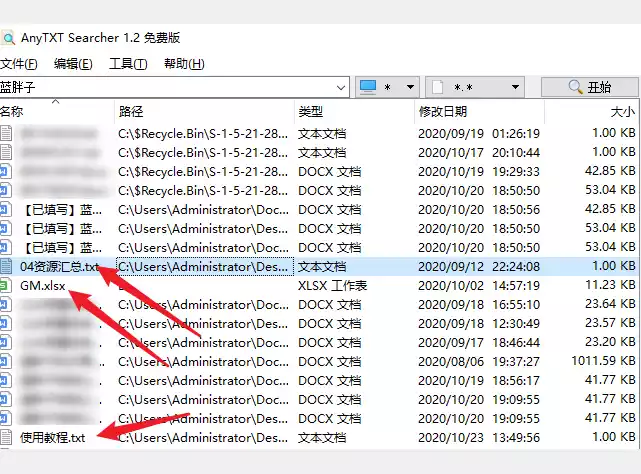 AnyTXT Searcher 1.2 免费版
文件(F) 编辑(E) 工具(T) 帮助(H)
蓝胖子 * *.* 开始
名称 路径 类型 修改日期 大小
C:\$Recycle.Bin\S-1-5-21-28... 文本文档 2020/09/19 01:26:19 1.00 KB
C:\$Recycle.Bin\S-1-5-21-28... 文本文档 2020/10/17 20:10:44 1.00 KB
C:\$Recycle.Bin\S-1-5-21-28... DOCX 文档 2020/09/19 19:29:33 42.85 KB
C:\$Recycle.Bin\S-1-5-21-28... DOCX 文档 2020/10/20 18:50:50 53.04 KB
【已填写】蓝... C:\Users\Administrator\Doc... DOCX 文档 2020/10/20 18:50:56 42.85 KB
【已填写】蓝... C:\Users\Administrator\Doc... DOCX 文档 2020/10/20 18:50:50 53.04 KB
【已填写】蓝... C:\Users\Administrator\Doc... DOCX 文档 2020/10/20 18:50:50 53.04 KB
04资源汇总.txt C:\Users\Administrator\Des... 文本文档 2020/09/12 22:24:08 1.00 KB
GM.xlsx C:\Users\Administrator\Des... XLSX 工作表 2020/10/14 14:57:29 11.23 KB
C:\Users\Administrator\Des... DOCX 文档 2020/09/18 16:55:10 23.64 KB
C:\Users\Administrator\Des... DOCX 文档 2020/09/18 12:30:49 23.57 KB
C:\Users\Administrator\Des... DOCX 文档 2020/09/17 18:46:44 23.20 KB
C:\Users\Administrator\Des... DOCX 文档 2020/08/06 19:37:27 1011.59 KB
C:\Users\Administrator\Des... DOCX 文档 2020/10/19 18:56:17 41.77 KB
C:\Users\Administrator\Des... DOCX 文档 2020/10/20 19:09:55 41.77 KB
C:\Users\Administrator\Des... DOCX 文档 2020/10/20 19:09:55 41.77 KB
使用教程.txt C:\Users\Administrator\Des... 文本文档 2020/10/23 13:49:56 1.00 KB